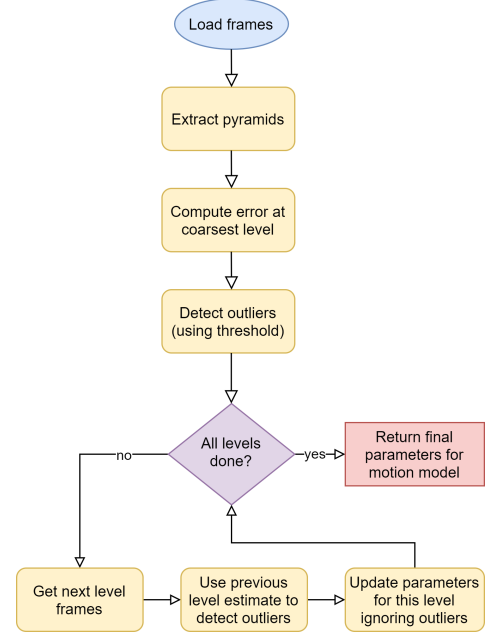 Load frames
Extract pyramids
Compute error at
coarsest level
Detect outliers
(using threshold)
All levels
done?
yes
Return final
parameters for
motion model
no
Get next level
frames
Use previous
level estimate to
detect outliers
Update parameters
for this level
ignoring outliers